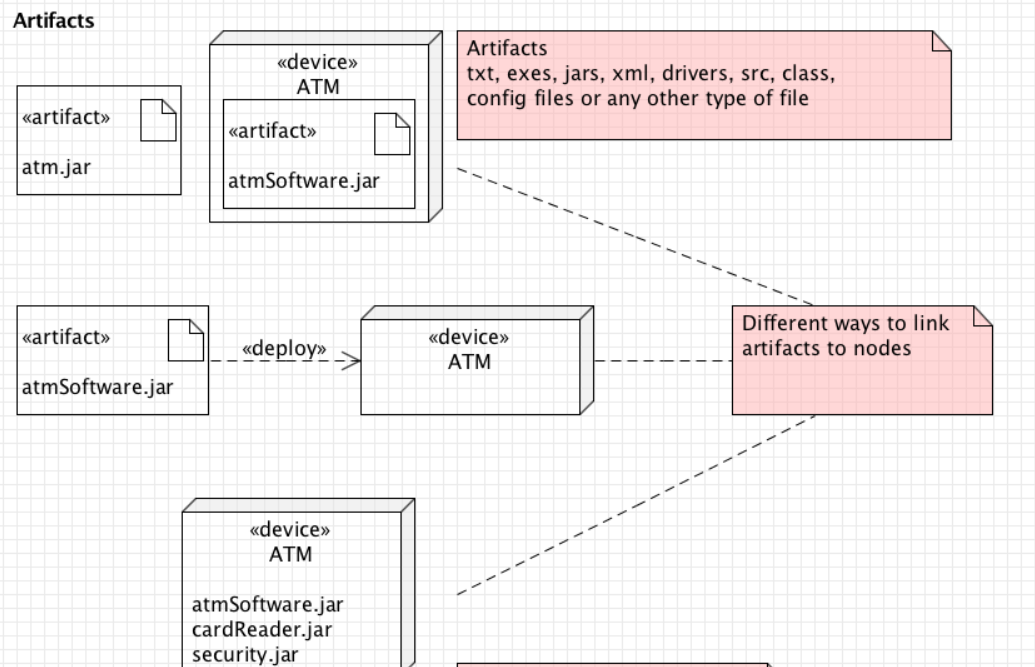 Artifacts
«artifact»
atm.jar
«device»
ATM
«artifact»
atmSoftware.jar
Artifacts
txt, exes, jars, xml, drivers, src, class,
config files or any other type of file
«artifact»
atmSoftware.jar
«deploy»
«device»
ATM
Different ways to link
artifacts to nodes
«device»
ATM
atmSoftware.jar
cardReader.jar
security.jar